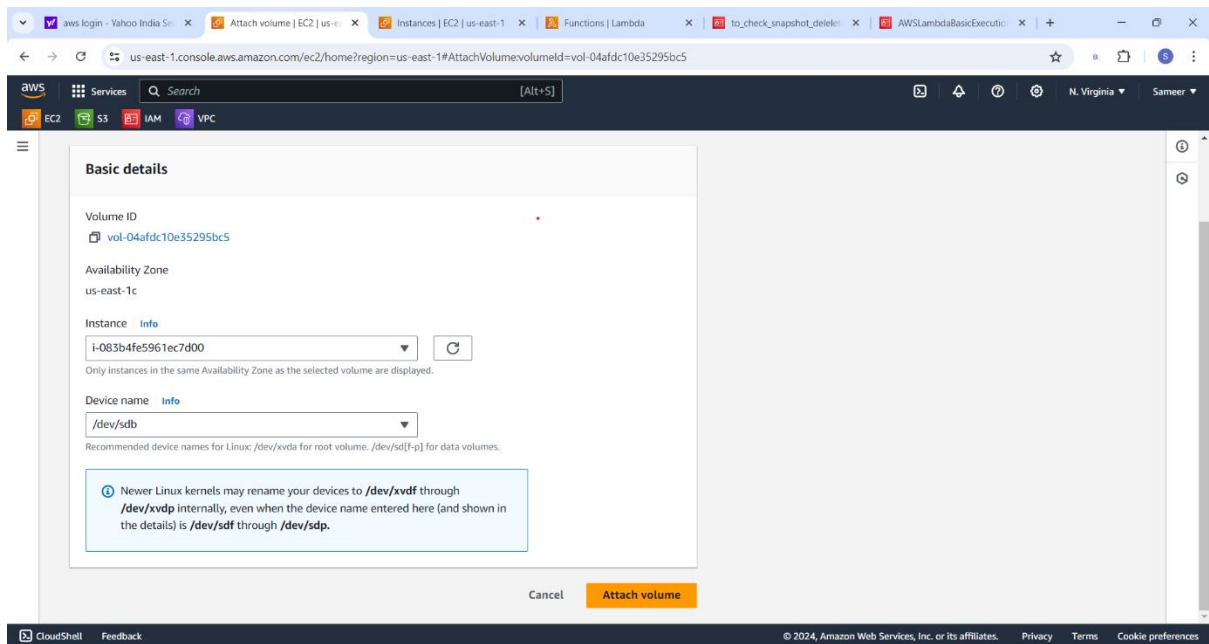 aws login - Yahoo India Se
Attach volume | EC2 | us-e
Instances | EC2 | us-east-1
Functions | Lambda
to_check_snapshot_delele
AWSLambdaBasicExecutio
us-east-1.console.aws.amazon.com/ec2/home?region=us-east-1#AttachVolume:volumeId=vol-04afdc10e35295bc5
aws Services Search [Alt+S] N. Virginia Sameer
EC2 S3 IAM VPC
Basic details
Volume ID
vol-04afdc10e35295bc5
Availability Zone
us-east-1c
Instance Info
i-083b4fe5961ec7d00
Only instances in the same Availability Zone as the selected volume are displayed.
Device name Info
/dev/sdb
Recommended device names for Linux: /dev/xvda for root volume. /dev/sd[f-p] for data volumes.
Newer Linux kernels may rename your devices to /dev/xvdf through
/dev/xvdp internally, even when the device name entered here (and shown in
the details) is /dev/sdf through /dev/sdp.
Cancel Attach volume
CloudShell Feedback © 2024, Amazon Web Services, Inc. or its affiliates. Privacy Terms Cookie preferences